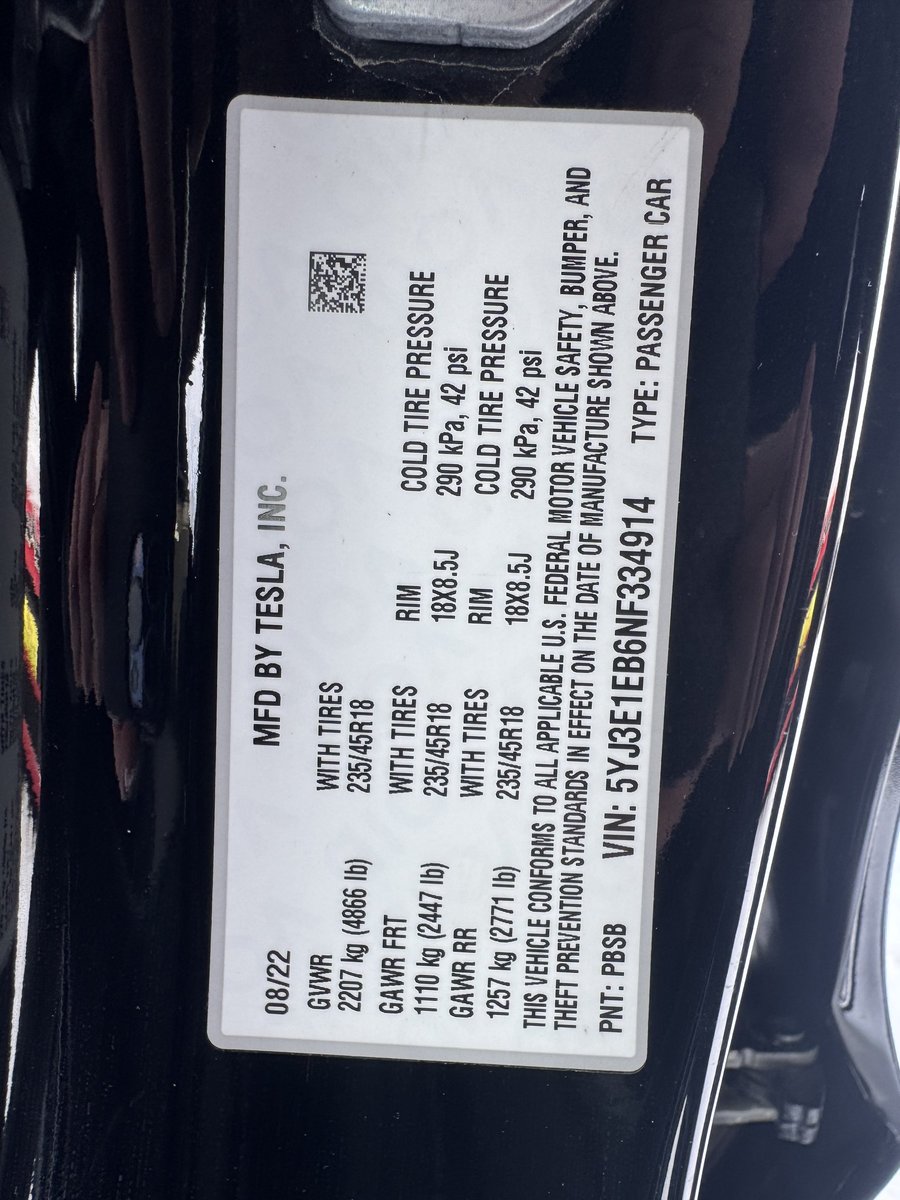 08/22 MFD BY TESLA, INC.
GVWR WITH TIRES
2207 kg (4866 lb) 235/45R18
GAWR FRT WITH TIRES RIM COLD TIRE PRESSURE
1110 kg (2447 lb) 235/45R18 18X8.5J 290 kPa, 42 psi
GAWR RR WITH TIRES RIM COLD TIRE PRESSURE
1257 kg (2771 lb) 235/45R18 18X8.5J 290 kPa, 42 psi
THIS VEHICLE CONFORMS TO ALL APPLICABLE U.S. FEDERAL MOTOR VEHICLE SAFETY, BUMPER, AND
THEFT PREVENTION STANDARDS IN EFFECT ON THE DATE OF MANUFACTURE SHOWN ABOVE.
PNT: PBSB VIN: 5YJ3E1EB6NF334914 TYPE: PASSENGER CAR